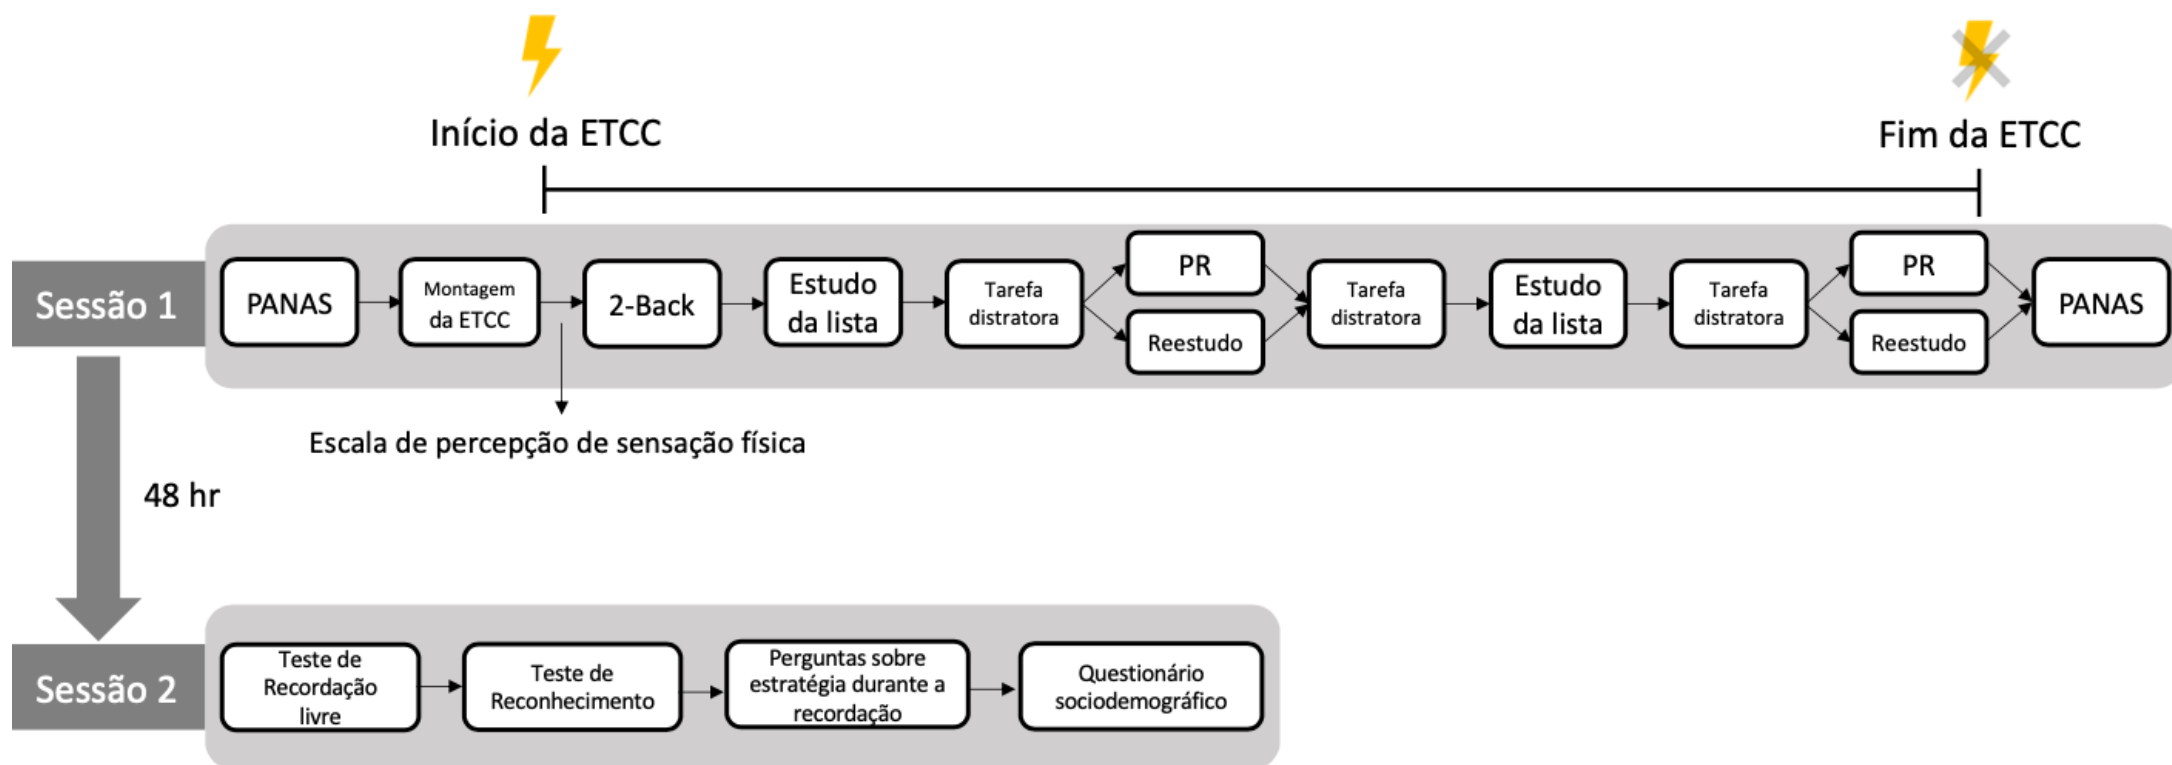 Início da ETCC
Fim da ETCC
Sessão 1
PANAS
Montagem
da ETCC
2-Back
Estudo
da lista
Tarefa
distratora
PR
Reestudo
Tarefa
distratora
Estudo
da lista
Tarefa
distratora
PR
Reestudo
PANAS
Escala de percepção de sensação física
48 hr
Sessão 2
Teste de
Recordação
livre
Teste de
Reconhecimento
Perguntas sobre
estratégia durante a
recordação
Questionário
sociodemográfico